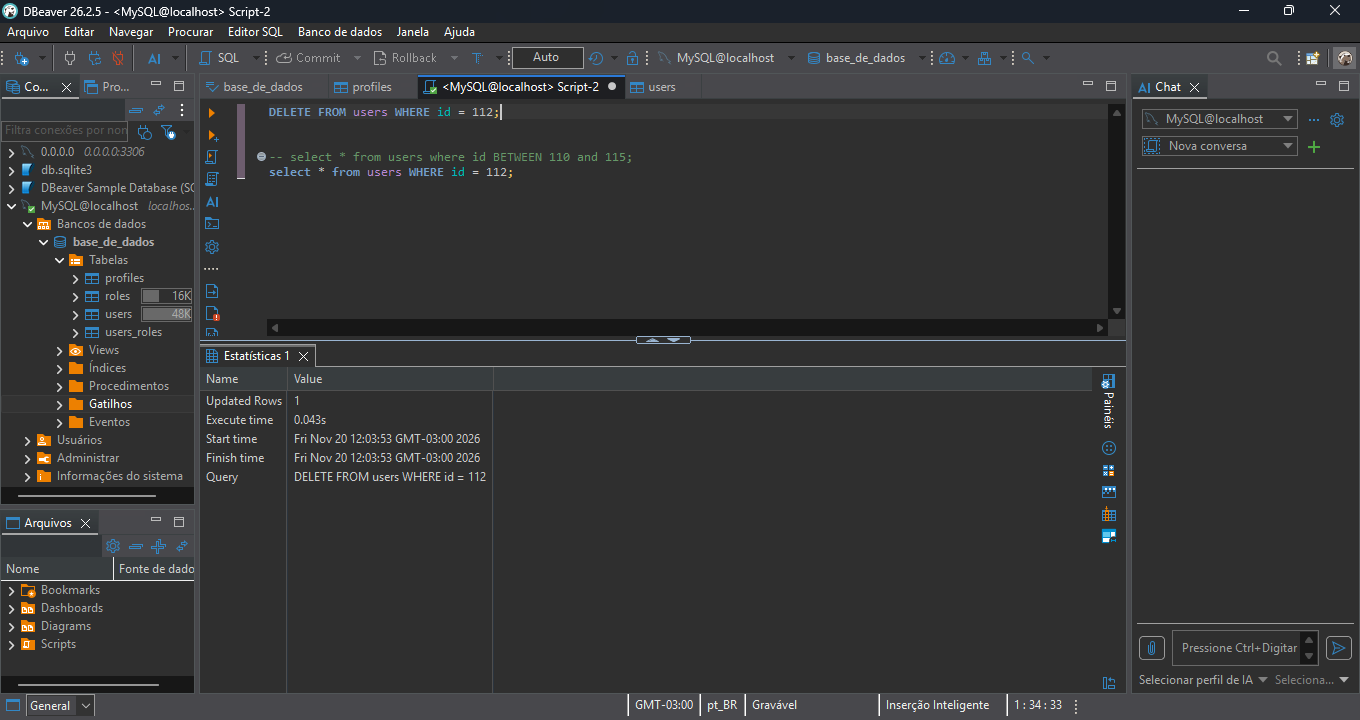 DBeaver 26.2.5 - <MySQL@localhost> Script-2
Arquivo Editar Navegar Procurar Editor SQL Banco de dados Janela Ajuda
AI SQL Commit Rollback T Auto MySQL@localhost base_de_dados
Co... Pro...
Filtra conexões por non
0.0.0.0 0.0.0.0:3306
db.sqlite3
DBeaver Sample Database (SQ
MySQL@localhost localhos...
Bancos de dados
base_de_dados
Tabelas
profiles
roles 16K
users 48K
users_roles
Views
Índices
Procedimentos
Gatilhos
Eventos
Usuários
Administrar
Informações do sistema
Arquivos
Nome Fonte de dado
Bookmarks
Dashboards
Diagrams
Scripts
base_de_dados profiles <MySQL@localhost> Script-2 users
DELETE FROM users WHERE id = 112;
-- select * from users where id BETWEEN 110 and 115;
select * from users WHERE id = 112;
AI
Estatísticas 1
Name Value
Updated Rows 1
Execute time 0.043s
Start time Fri Nov 20 12:03:53 GMT-03:00 2026
Finish time Fri Nov 20 12:03:53 GMT-03:00 2026
Query DELETE FROM users WHERE id = 112
Painéis
AI Chat
MySQL@localhost
Nova conversa
Pressione Ctrl+Digitar
Selecionar perfil de IA Seleciona...
General GMT-03:00 pt_BR Gravável Inserção Inteligente 1 : 34 : 33